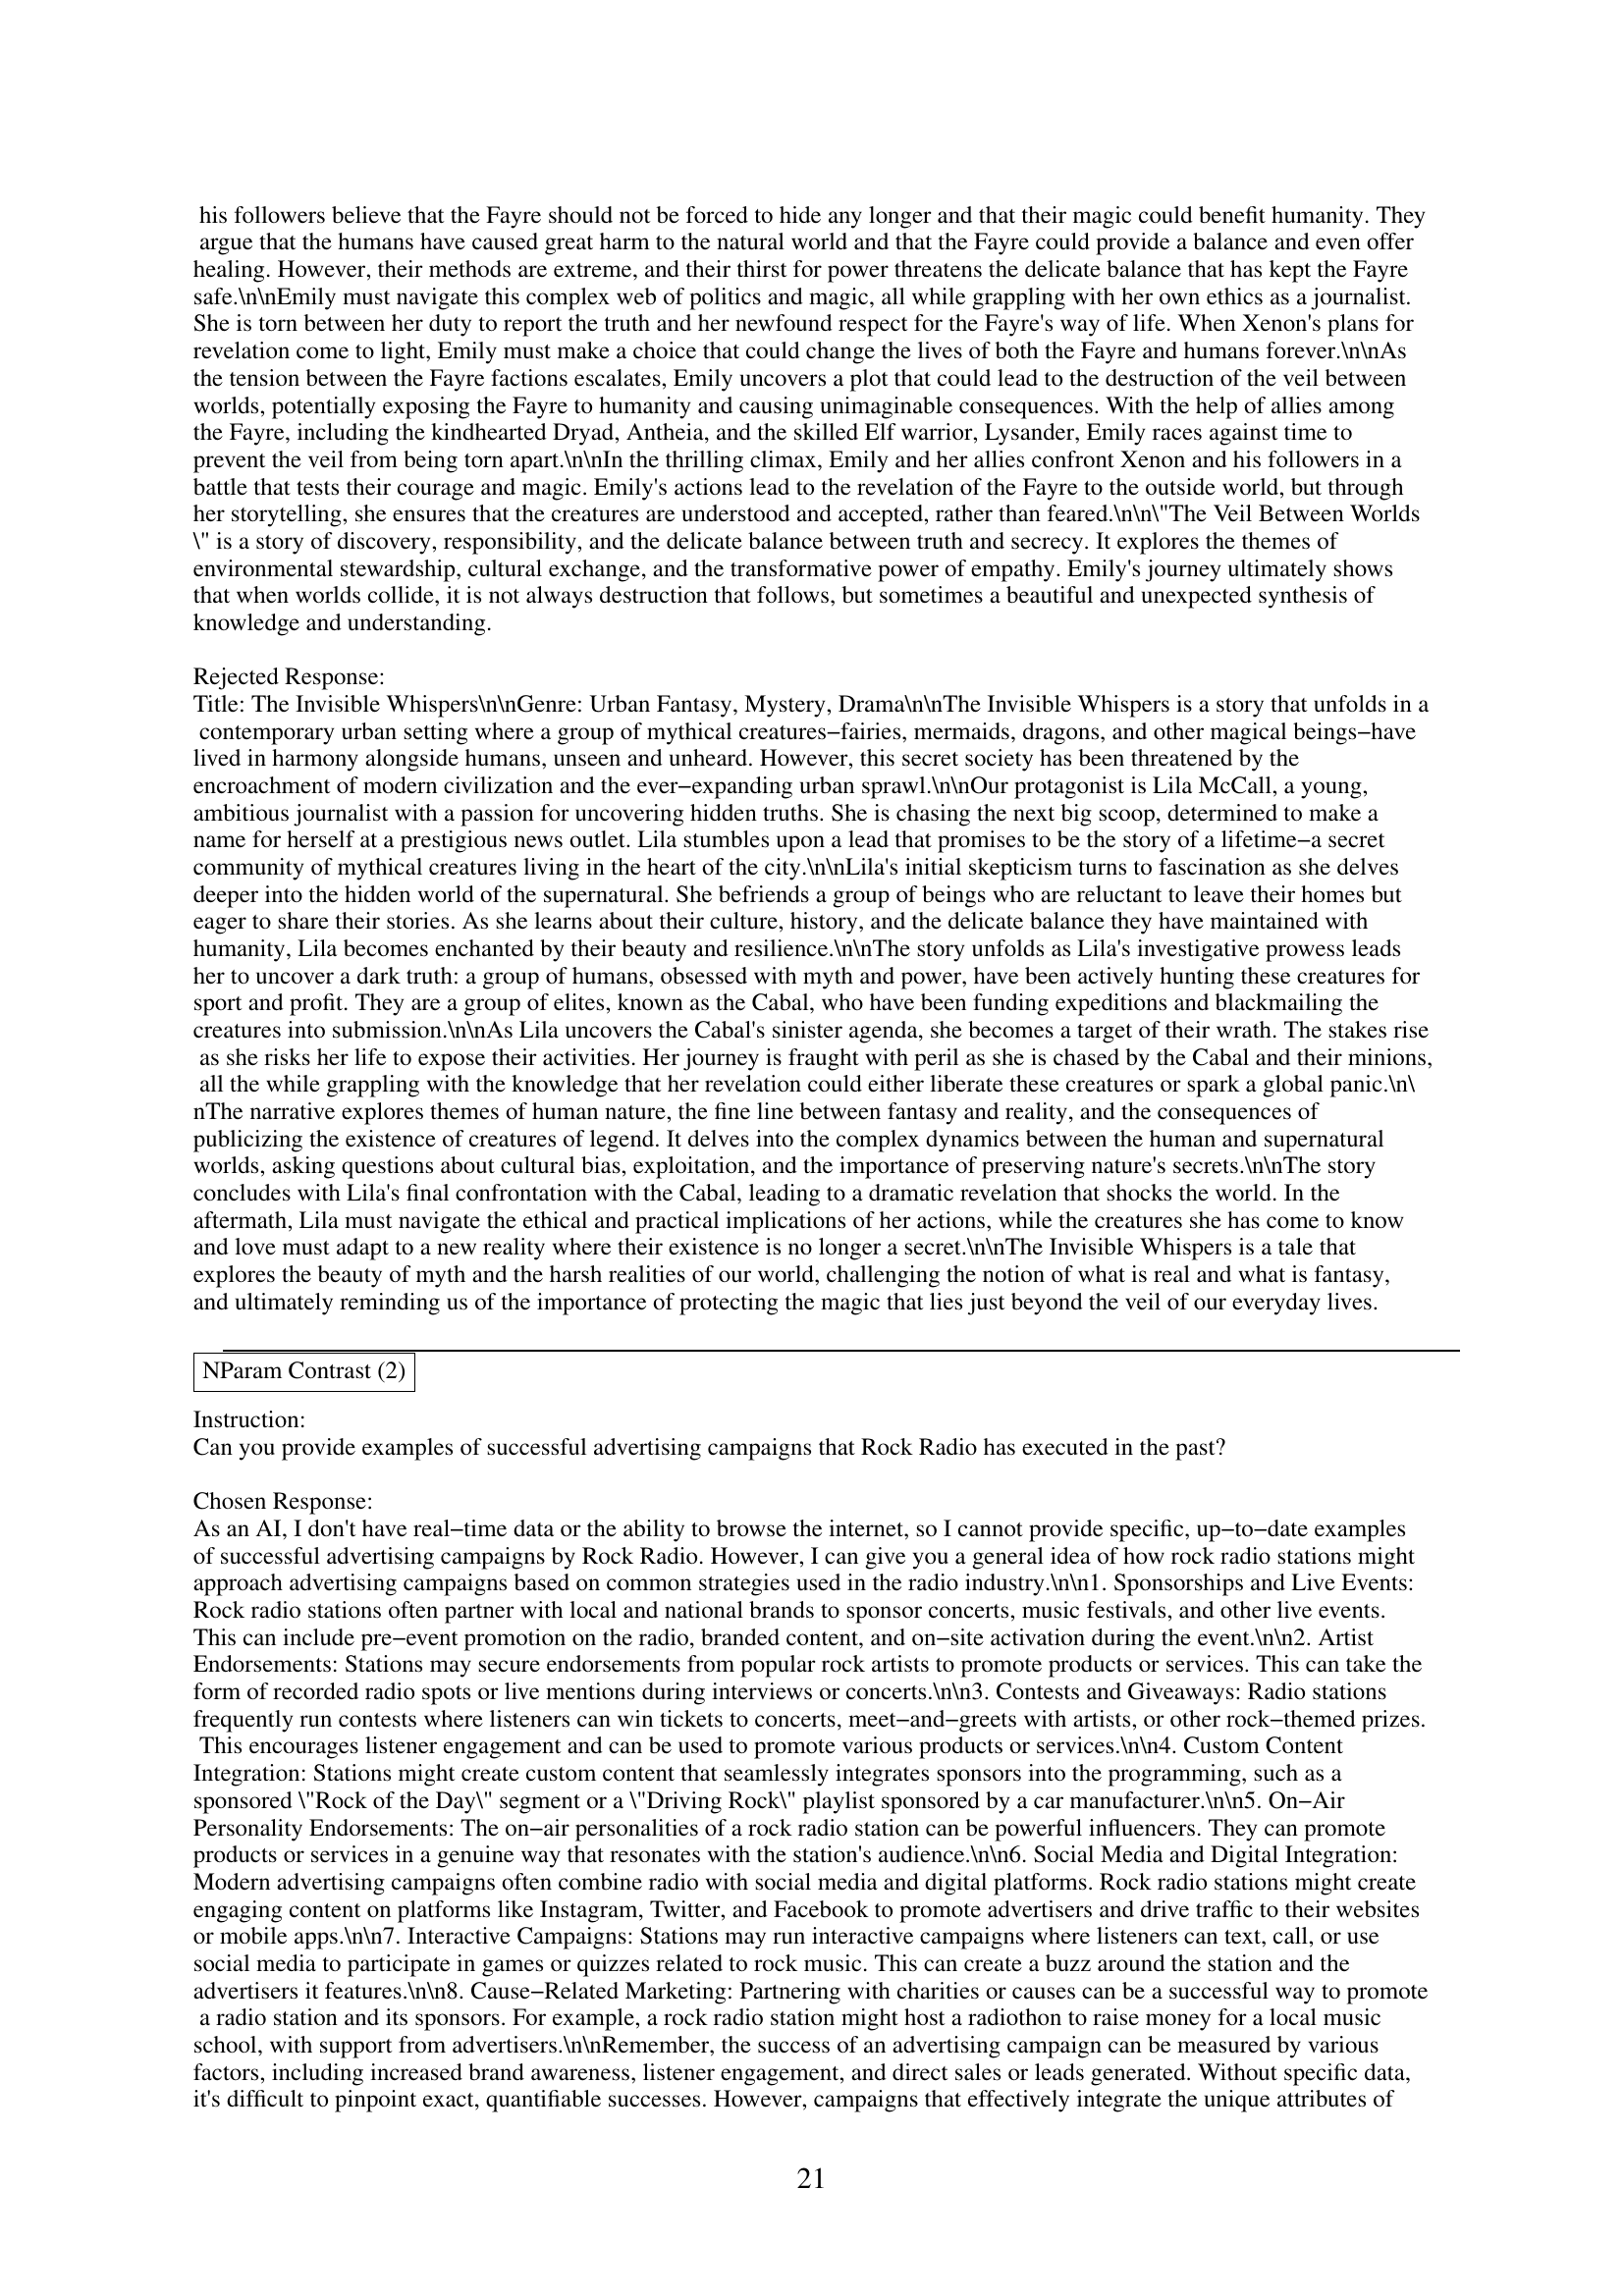 his followers believe that the Fayre should not be forced to hide any longer and that their magic could benefit humanity. They
argue that the humans have caused great harm to the natural world and that the Fayre could provide a balance and even offer
healing. However, their methods are extreme, and their thirst for power threatens the delicate balance that has kept the Fayre
safe.\n\nEmily must navigate this complex web of politics and magic, all while grappling with her own ethics as a journalist.
She is torn between her duty to report the truth and her newfound respect for the Fayre's way of life. When Xenon's plans for
revelation come to light, Emily must make a choice that could change the lives of both the Fayre and humans forever.\n\nAs
the tension between the Fayre factions escalates, Emily uncovers a plot that could lead to the destruction of the veil between
worlds, potentially exposing the Fayre to humanity and causing unimaginable consequences. With the help of allies among
the Fayre, including the kindhearted Dryad, Antheia, and the skilled Elf warrior, Lysander, Emily races against time to
prevent the veil from being torn apart.\n\nIn the thrilling climax, Emily and her allies confront Xenon and his followers in a
battle that tests their courage and magic. Emily's actions lead to the revelation of the Fayre to the outside world, but through
her storytelling, she ensures that the creatures are understood and accepted, rather than feared.\n\n\"The Veil Between Worlds
\" is a story of discovery, responsibility, and the delicate balance between truth and secrecy. It explores the themes of
environmental stewardship, cultural exchange, and the transformative power of empathy. Emily's journey ultimately shows
that when worlds collide, it is not always destruction that follows, but sometimes a beautiful and unexpected synthesis of
knowledge and understanding.
Rejected Response:
Title: The Invisible Whispers\n\nGenre: Urban Fantasy, Mystery, Drama\n\nThe Invisible Whispers is a story that unfolds in a
contemporary urban setting where a group of mythical creatures−fairies, mermaids, dragons, and other magical beings−have
lived in harmony alongside humans, unseen and unheard. However, this secret society has been threatened by the
encroachment of modern civilization and the ever−expanding urban sprawl.\n\nOur protagonist is Lila McCall, a young,
ambitious journalist with a passion for uncovering hidden truths. She is chasing the next big scoop, determined to make a
name for herself at a prestigious news outlet. Lila stumbles upon a lead that promises to be the story of a lifetime−a secret
community of mythical creatures living in the heart of the city.\n\nLila's initial skepticism turns to fascination as she delves
deeper into the hidden world of the supernatural. She befriends a group of beings who are reluctant to leave their homes but
eager to share their stories. As she learns about their culture, history, and the delicate balance they have maintained with
humanity, Lila becomes enchanted by their beauty and resilience.\n\nThe story unfolds as Lila's investigative prowess leads
her to uncover a dark truth: a group of humans, obsessed with myth and power, have been actively hunting these creatures for
sport and profit. They are a group of elites, known as the Cabal, who have been funding expeditions and blackmailing the
creatures into submission.\n\nAs Lila uncovers the Cabal's sinister agenda, she becomes a target of their wrath. The stakes rise
as she risks her life to expose their activities. Her journey is fraught with peril as she is chased by the Cabal and their minions,
all the while grappling with the knowledge that her revelation could either liberate these creatures or spark a global panic.\n\
nThe narrative explores themes of human nature, the fine line between fantasy and reality, and the consequences of
publicizing the existence of creatures of legend. It delves into the complex dynamics between the human and supernatural
worlds, asking questions about cultural bias, exploitation, and the importance of preserving nature's secrets.\n\nThe story
concludes with Lila's final confrontation with the Cabal, leading to a dramatic revelation that shocks the world. In the
aftermath, Lila must navigate the ethical and practical implications of her actions, while the creatures she has come to know
and love must adapt to a new reality where their existence is no longer a secret.\n\nThe Invisible Whispers is a tale that
explores the beauty of myth and the harsh realities of our world, challenging the notion of what is real and what is fantasy,
and ultimately reminding us of the importance of protecting the magic that lies just beyond the veil of our everyday lives.
NParam Contrast (2)
Instruction:
Can you provide examples of successful advertising campaigns that Rock Radio has executed in the past?
Chosen Response:
As an AI, I don't have real−time data or the ability to browse the internet, so I cannot provide specific, up−to−date examples
of successful advertising campaigns by Rock Radio. However, I can give you a general idea of how rock radio stations might
approach advertising campaigns based on common strategies used in the radio industry.\n\n1. Sponsorships and Live Events:
Rock radio stations often partner with local and national brands to sponsor concerts, music festivals, and other live events.
This can include pre−event promotion on the radio, branded content, and on−site activation during the event.\n\n2. Artist
Endorsements: Stations may secure endorsements from popular rock artists to promote products or services. This can take the
form of recorded radio spots or live mentions during interviews or concerts.\n\n3. Contests and Giveaways: Radio stations
frequently run contests where listeners can win tickets to concerts, meet−and−greets with artists, or other rock−themed prizes.
This encourages listener engagement and can be used to promote various products or services.\n\n4. Custom Content
Integration: Stations might create custom content that seamlessly integrates sponsors into the programming, such as a
sponsored \"Rock of the Day\" segment or a \"Driving Rock\" playlist sponsored by a car manufacturer.\n\n5. On−Air
Personality Endorsements: The on−air personalities of a rock radio station can be powerful influencers. They can promote
products or services in a genuine way that resonates with the station's audience.\n\n6. Social Media and Digital Integration:
Modern advertising campaigns often combine radio with social media and digital platforms. Rock radio stations might create
engaging content on platforms like Instagram, Twitter, and Facebook to promote advertisers and drive traffic to their websites
or mobile apps.\n\n7. Interactive Campaigns: Stations may run interactive campaigns where listeners can text, call, or use
social media to participate in games or quizzes related to rock music. This can create a buzz around the station and the
advertisers it features.\n\n8. Cause−Related Marketing: Partnering with charities or causes can be a successful way to promote
a radio station and its sponsors. For example, a rock radio station might host a radiothon to raise money for a local music
school, with support from advertisers.\n\nRemember, the success of an advertising campaign can be measured by various
factors, including increased brand awareness, listener engagement, and direct sales or leads generated. Without specific data,
it's difficult to pinpoint exact, quantifiable successes. However, campaigns that effectively integrate the unique attributes of
21